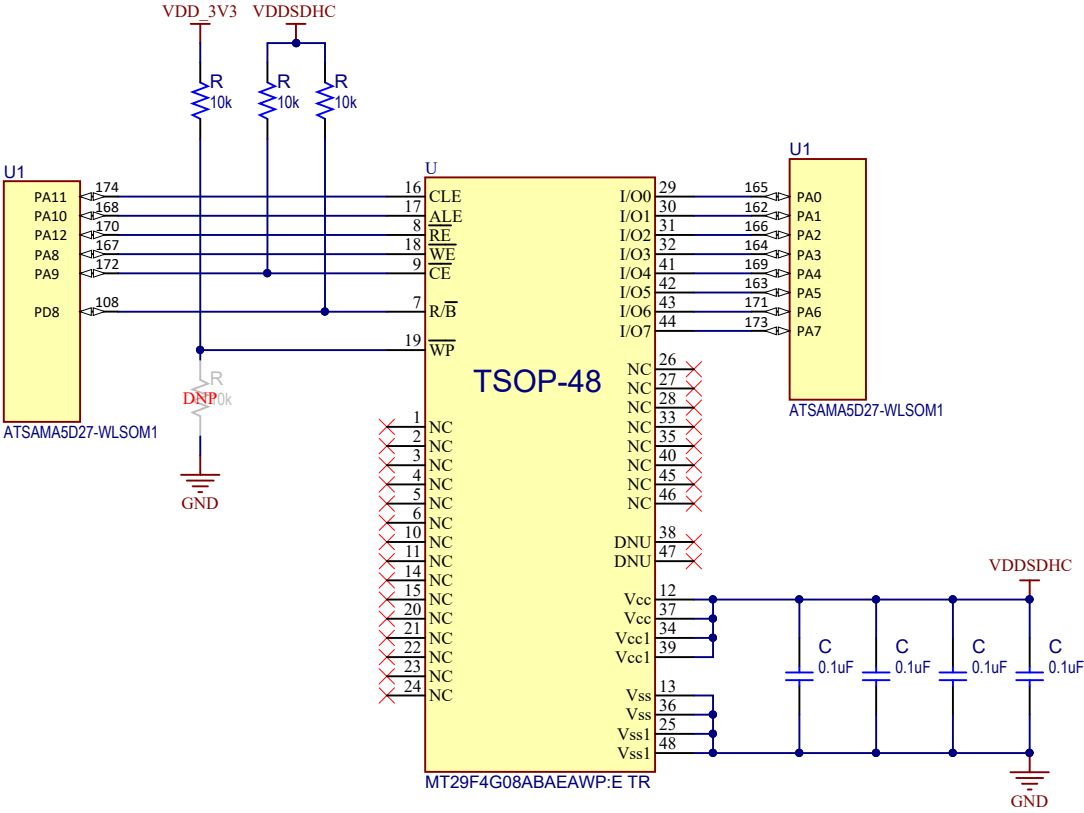 VDD_3V3 VDDSDHC
R
10k
R
10k
R
10k
U1
PA11 174
PA10 168
PA12 170
PA8 167
PA9 172
PD8 108
ATSAMA5D27-WLSOM1
R
DNP
GND
U
16 CLE
17 ALE
8 RE
18 WE
9 CE
7 R/B
19 WP
1 NC
2 NC
3 NC
4 NC
5 NC
6 NC
10 NC
11 NC
14 NC
15 NC
20 NC
21 NC
22 NC
23 NC
24 NC
TSOP-48
I/O0 29
I/O1 30
I/O2 31
I/O3 32
I/O4 41
I/O5 42
I/O6 43
I/O7 44
NC 26
NC 27
NC 28
NC 33
NC 35
NC 40
NC 45
NC 46
DNU 38
DNU 47
Vcc 12
Vcc 37
Vcc1 34
Vcc1 39
Vss 13
Vss 36
Vss1 25
Vss1 48
MT29F4G08ABAEAWP:E TR
U1
165 PA0
162 PA1
166 PA2
164 PA3
169 PA4
163 PA5
171 PA6
173 PA7
ATSAMA5D27-WLSOM1
VDDSDHC
C
0.1uF
C
0.1uF
C
0.1uF
C
0.1uF
GND